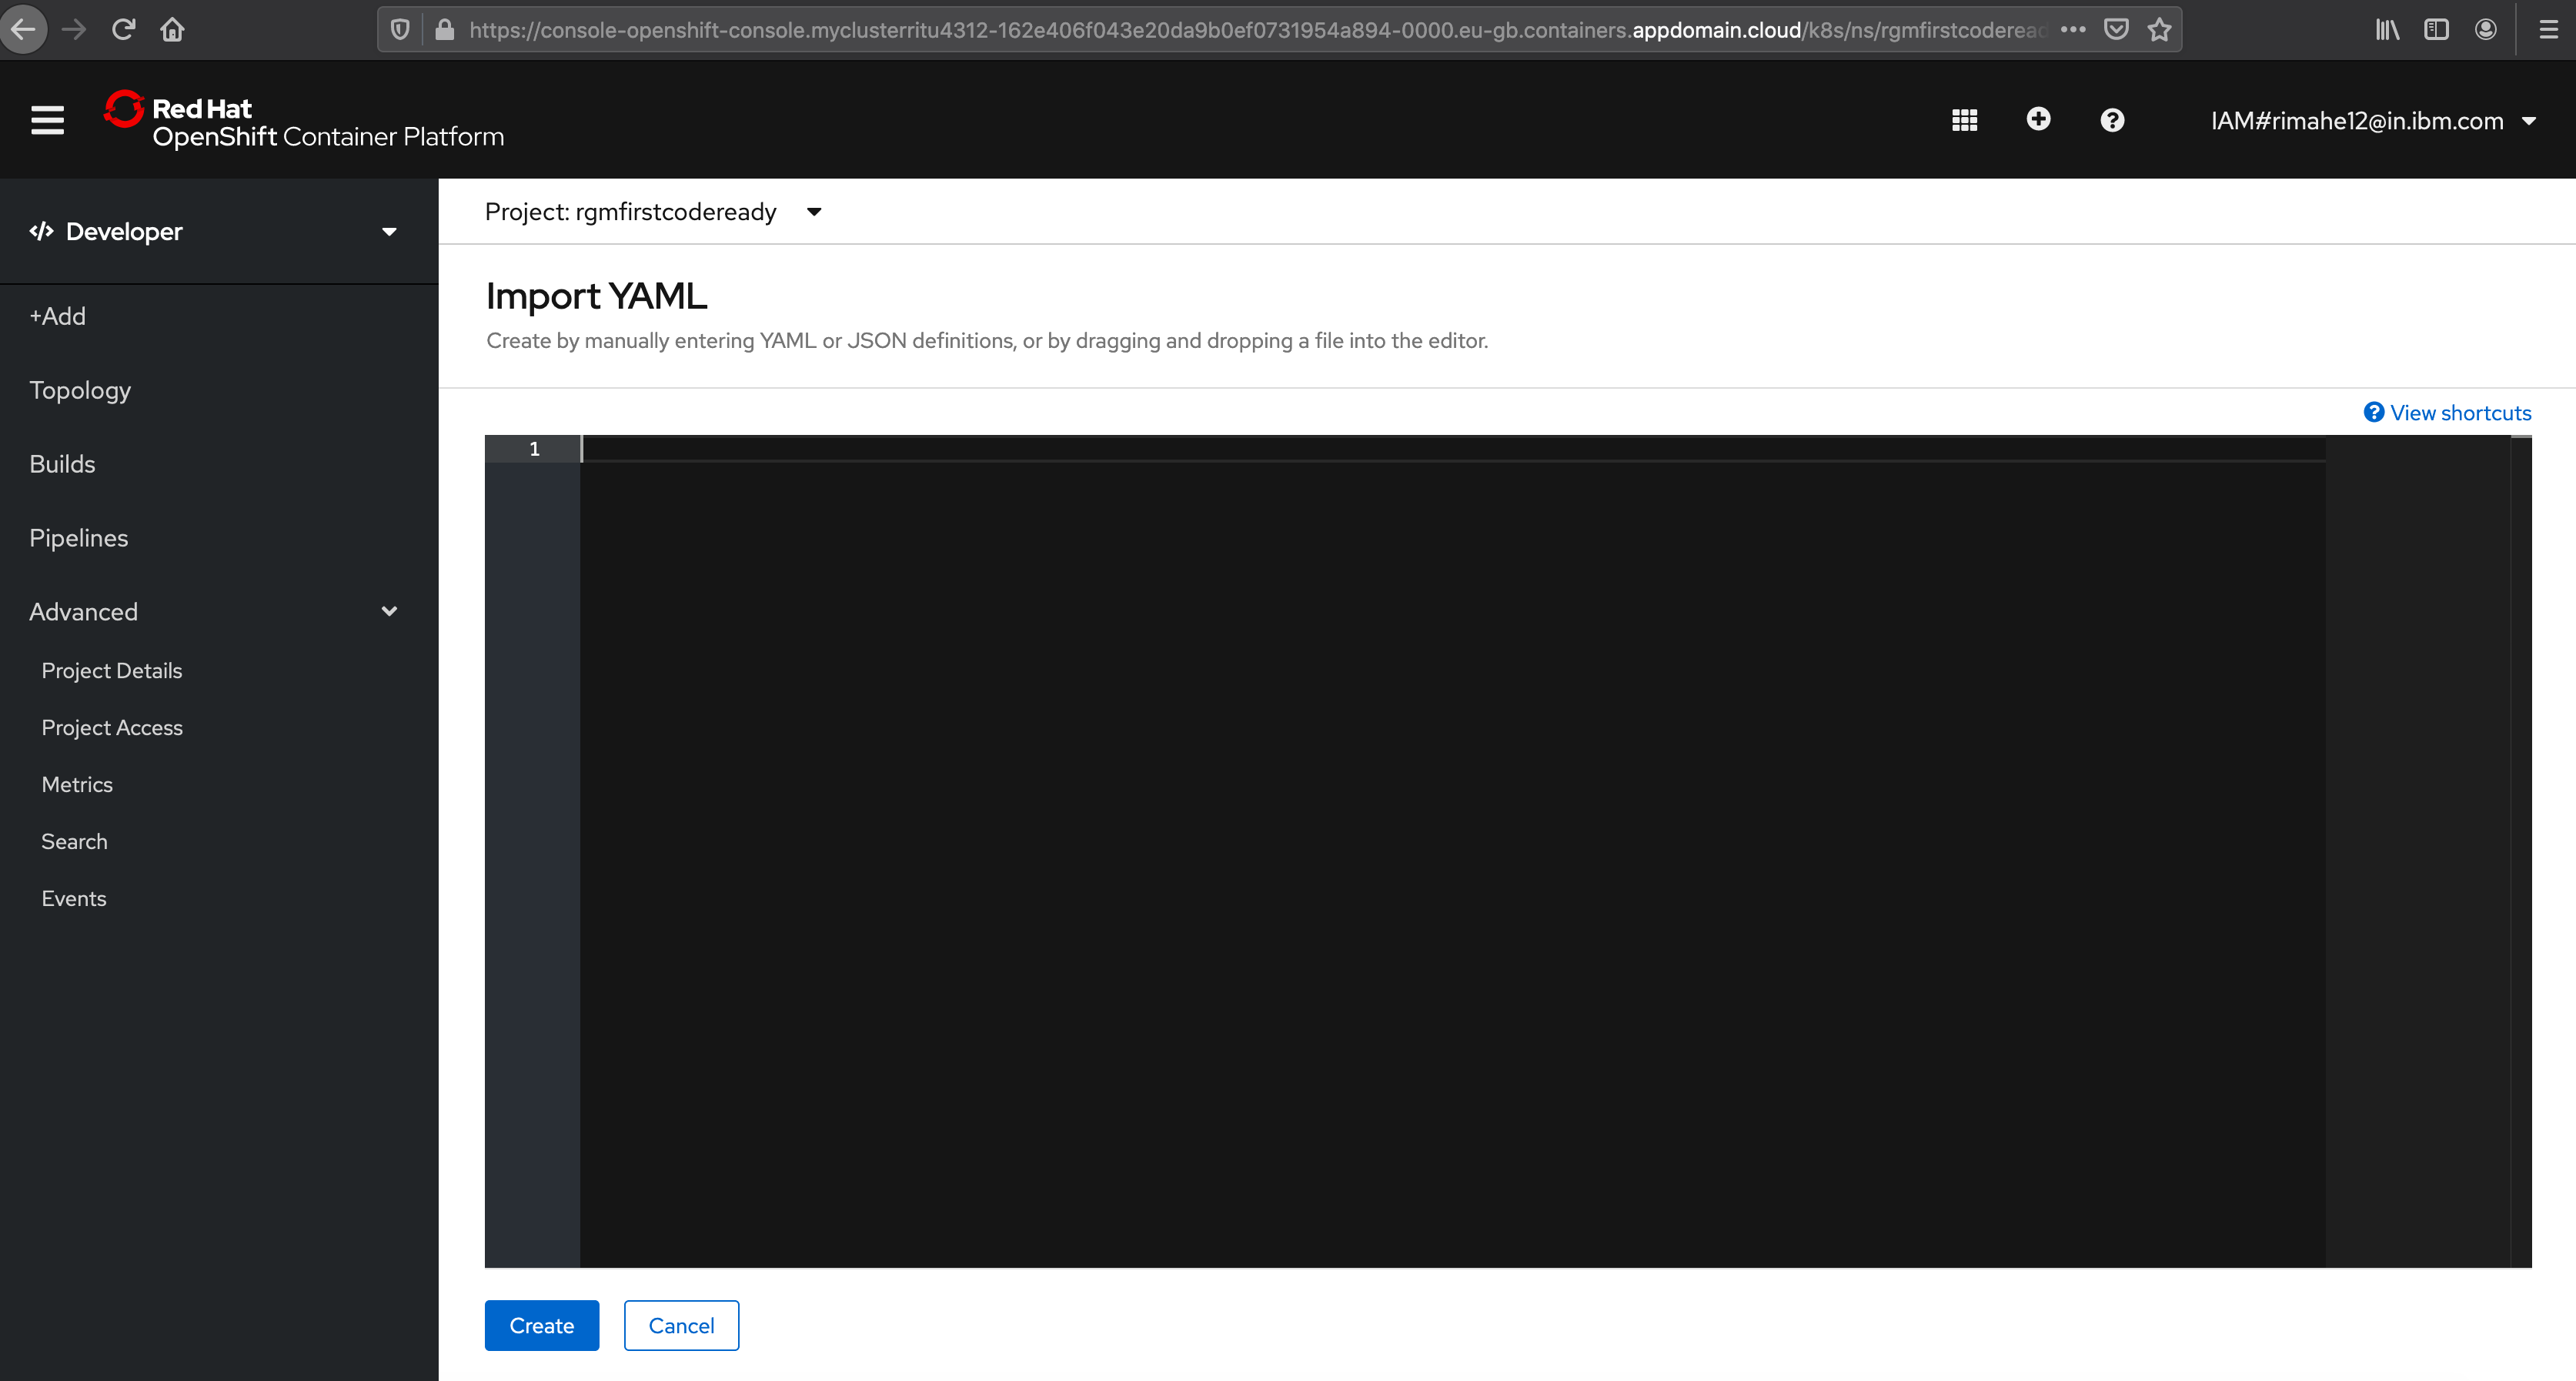 https://console-openshift-console.myclusterritu4312-162e406f043e20da9b0ef0731954a894-0000.eu-gb.containers.appdomain.cloud/k8s/ns/rgmfirstcoderead
Red Hat
OpenShift Container Platform
IAM#rimahe12@in.ibm.com
Developer
+Add
Topology
Builds
Pipelines
Advanced
Project Details
Project Access
Metrics
Search
Events
Project: rgmfirstcodeready
Import YAML
Create by manually entering YAML or JSON definitions, or by dragging and dropping a file into the editor.
View shortcuts
1
Create
Cancel